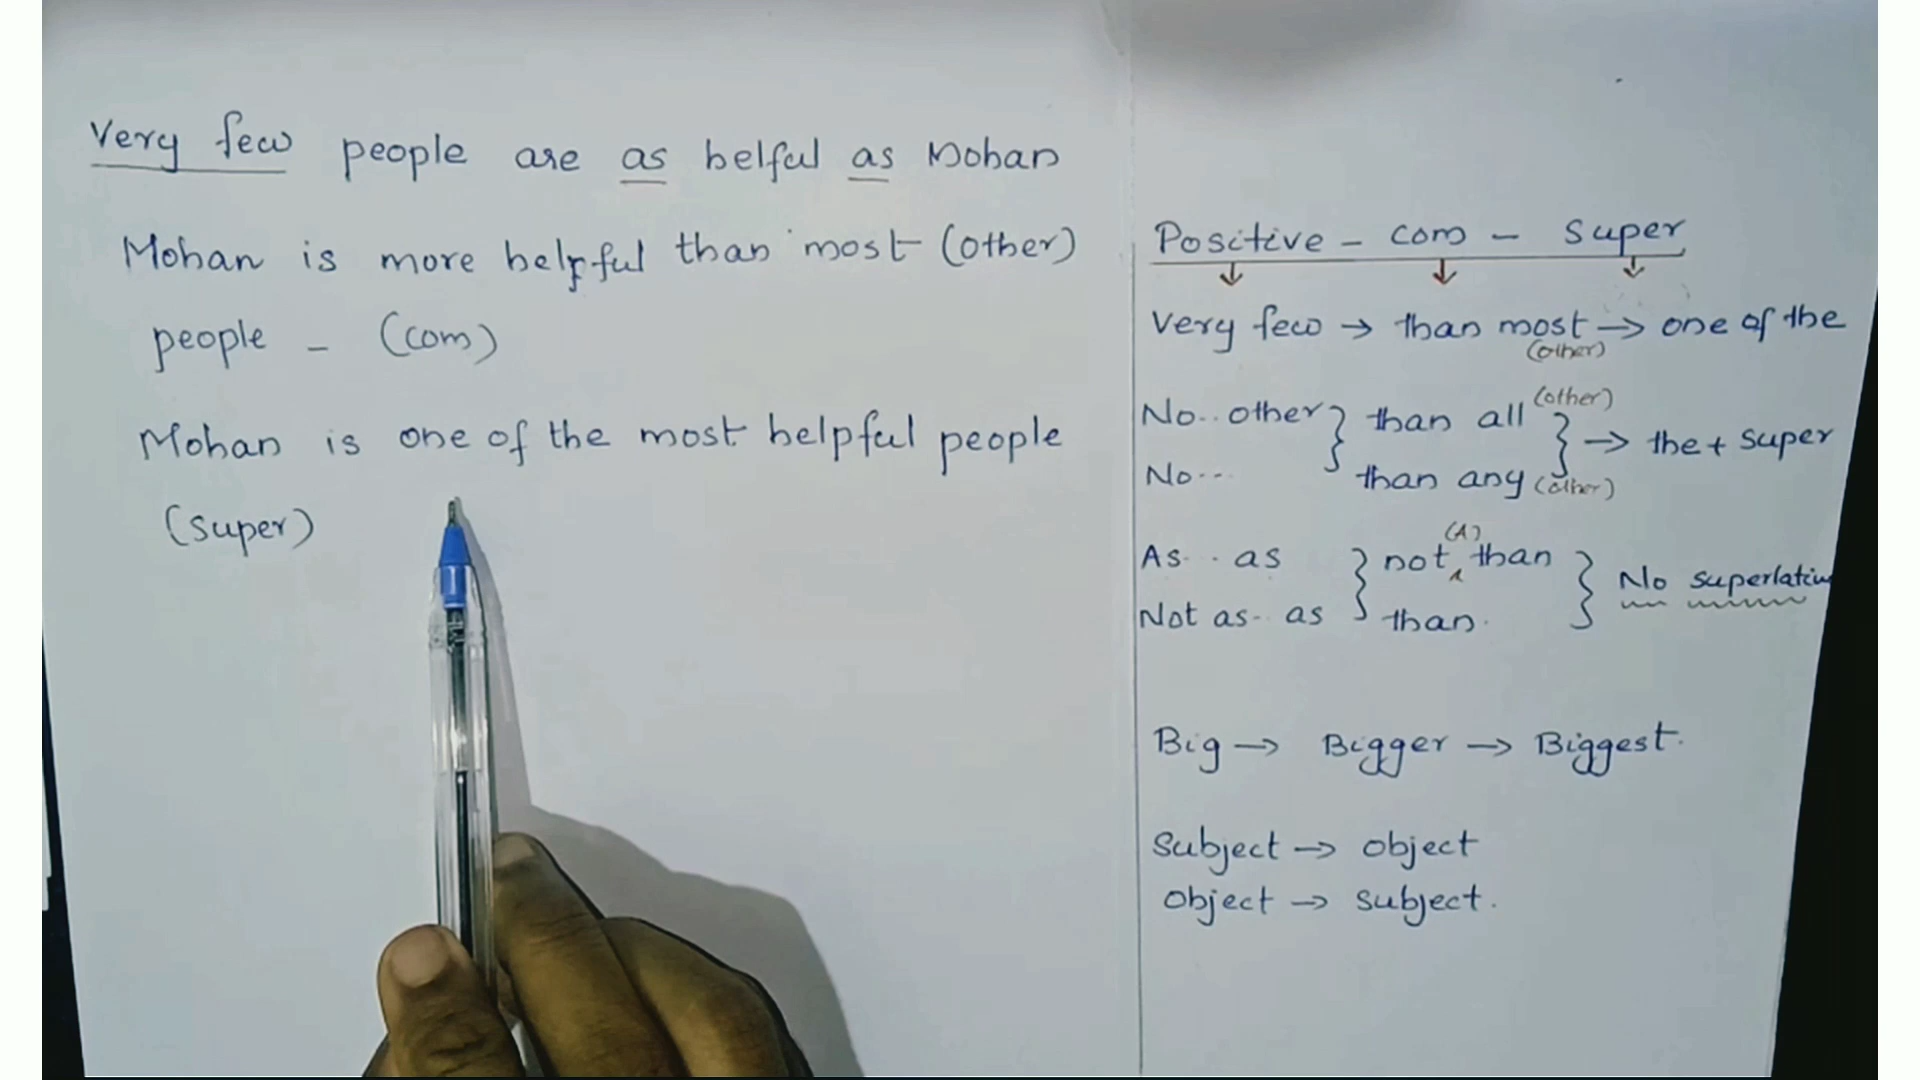 Very few people are as belful as Mohan
Mohan is more helpful than most (other)
people - (com)
Mohan is one of the most helpful people
(super)
Positive - com - super
Very few → than most → one of the
(other)
No.. other } than all (other) } → the + super
No... than any (other)
As.. as } not (A) than } No superlativ
Not as.. as than.
Big → Bigger → Biggest.
Subject → object
object → subject.